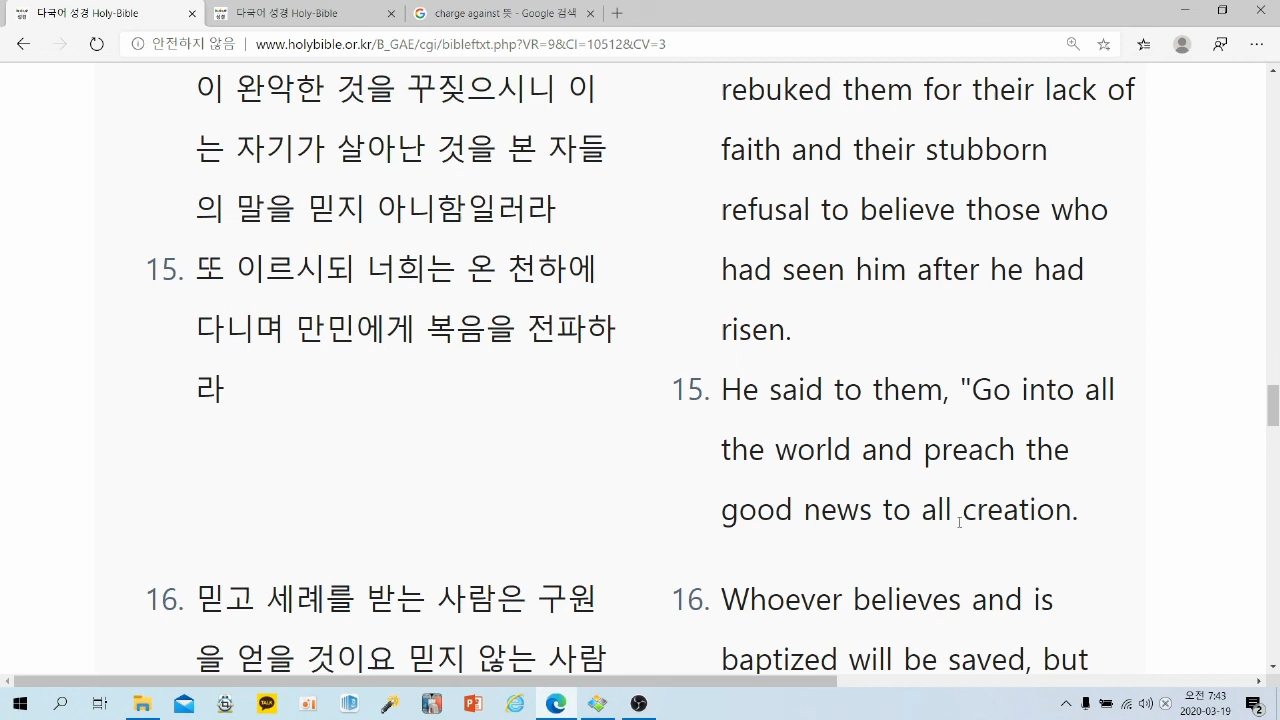 다국어 성경 Holy-Bible
다국어 성경 Holy-Bible
charge against 뜻 - Google 검색
안전하지 않음 | www.holybible.or.kr/B_GAE/cgi/bibleftxt.php?VR=9&CI=10512&CV=3
이 완악한 것을 꾸짖으시니 이
는 자기가 살아난 것을 본 자들
의 말을 믿지 아니함일러라
15. 또 이르시되 너희는 온 천하에
다니며 만민에게 복음을 전파하
라
16. 믿고 세례를 받는 사람은 구원
을 얻을 것이요 믿지 않는 사람
rebuked them for their lack of
faith and their stubborn
refusal to believe those who
had seen him after he had
risen.
15. He said to them, "Go into all
the world and preach the
good news to all creation.
16. Whoever believes and is
baptized will be saved, but
오전 7:43
2020-03-19
2